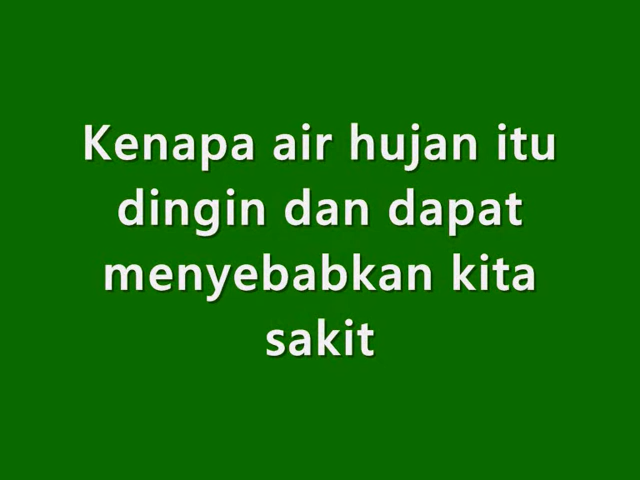 Kenapa air hujan itu
dingin dan dapat
menyebabkan kita
sakit